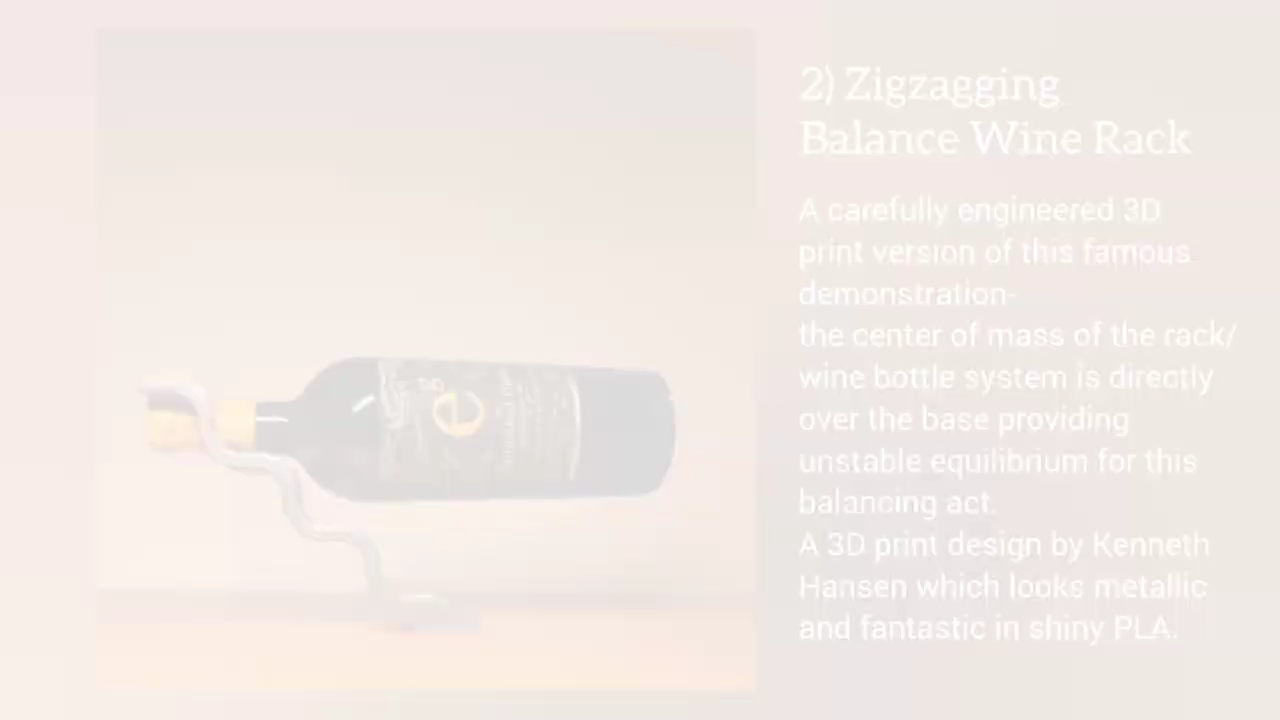 2) Zigzagging
Balance Wine Rack
A carefully engineered 3D
print version of this famous
demonstration-
the center of mass of the rack/
wine bottle system is directly
over the base providing
unstable equilibrium for this
balancing act.
A 3D print design by Kenneth
Hansen which looks metallic
and fantastic in shiny PLA.
e